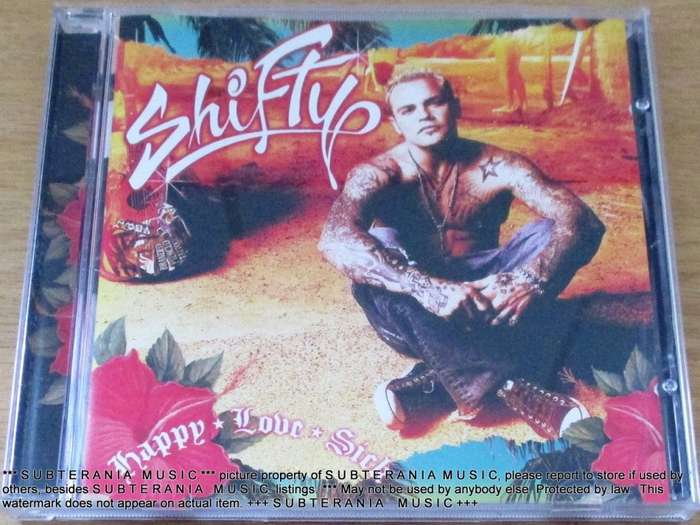 Shifty
Happy ★ Love ★ Sick
*** S U B T E R A N I A  M U S I C *** picture property of S U B T E R A N I A  M U S I C, please report to store if used by
others, besides S U B T E R A N I A  M U S I C  listings. *** May not be used by anybody else. Protected by law. This
watermark does not appear on actual item. +++ S U B T E R A N I A  M U S I C +++